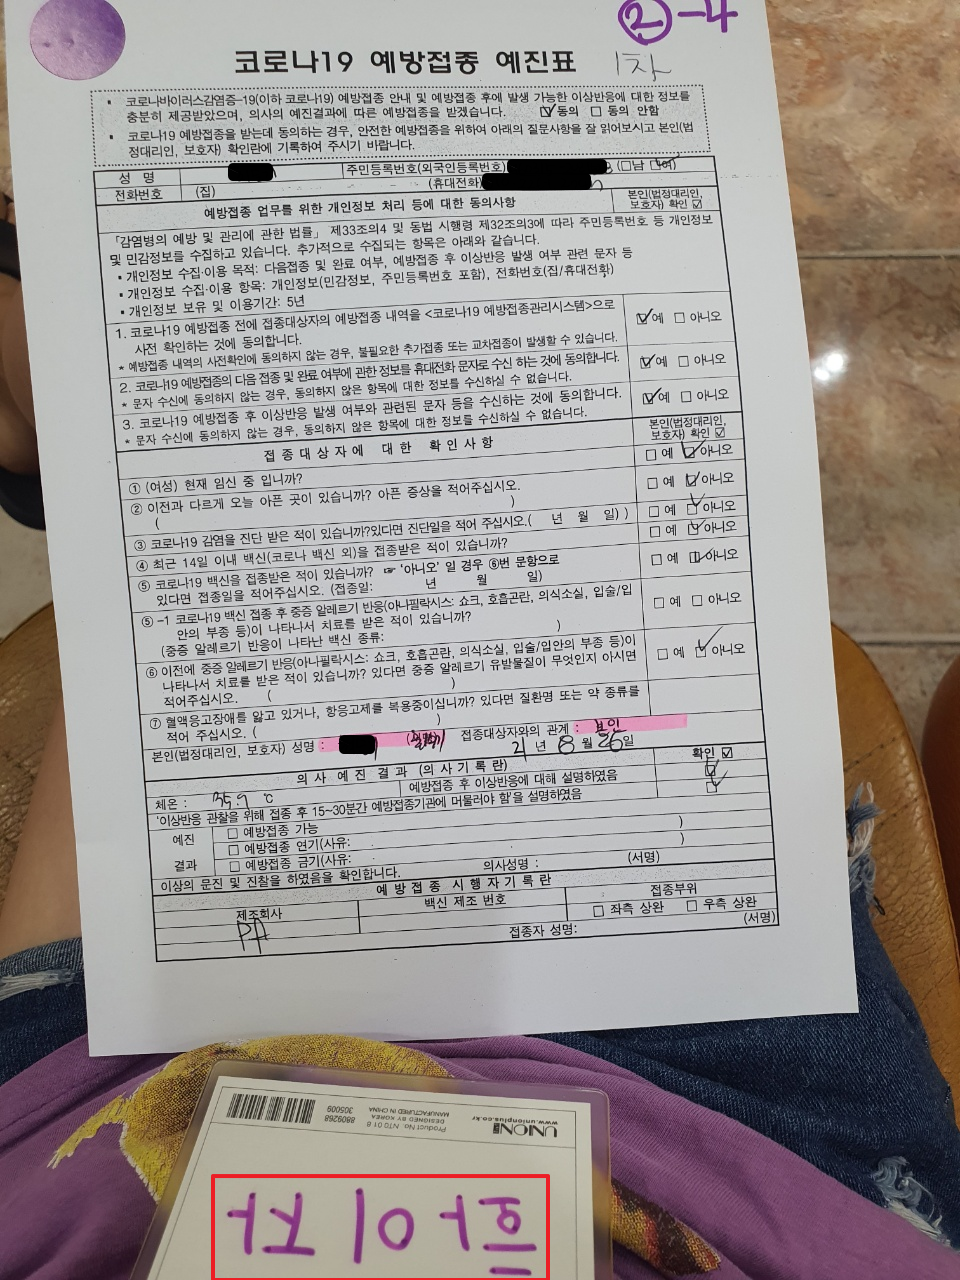 ②-4
코로나19 예방접종 예진표 1차
▪ 코로나바이러스감염증-19(이하 코로나19) 예방접종 안내 및 예방접종 후에 발생 가능한 이상반응에 대한 정보를
충분히 제공받았으며, 의사의 예진결과에 따른 예방접종을 받겠습니다. ☑ 동의 □ 동의 안함
▪ 코로나19 예방접종을 받는데 동의하는 경우, 안전한 예방접종을 위하여 아래의 질문사항을 잘 읽어보시고 본인(법
정대리인, 보호자) 확인란에 기록하여 주시기 바랍니다.
성 명 주민등록번호(외국인등록번호) (□남 ☑여)
전화번호 (집) (휴대전화)
예방접종 업무를 위한 개인정보 처리 등에 대한 동의사항 본인(법정대리인,
보호자) 확인 ☑
「감염병의 예방 및 관리에 관한 법률」 제33조의4 및 동법 시행령 제32조의3에 따라 주민등록번호 등 개인정보
및 민감정보를 수집하고 있습니다. 추가적으로 수집되는 항목은 아래와 같습니다.
▪ 개인정보 수집·이용 목적: 다음접종 및 완료 여부, 예방접종 후 이상반응 발생 여부 관련 문자 등
▪ 개인정보 수집·이용 항목: 개인정보(민감정보, 주민등록번호 포함), 전화번호(집/휴대전화)
▪ 개인정보 보유 및 이용기간: 5년
1. 코로나19 예방접종 전에 접종대상자의 예방접종 내역을 <코로나19 예방접종관리시스템>으로
사전 확인하는 것에 동의합니다. ☑ 예 □ 아니오
* 예방접종 내역의 사전확인에 동의하지 않는 경우, 불필요한 추가접종 또는 교차접종이 발생할 수 있습니다.
2. 코로나19 예방접종의 다음 접종 및 완료 여부에 관한 정보를 휴대전화 문자로 수신 하는 것에 동의합니다. ☑ 예 □ 아니오
* 문자 수신에 동의하지 않는 경우, 동의하지 않은 항목에 대한 정보를 수신하실 수 없습니다.
3. 코로나19 예방접종 후 이상반응 발생 여부와 관련된 문자 등을 수신하는 것에 동의합니다. ☑ 예 □ 아니오
* 문자 수신에 동의하지 않는 경우, 동의하지 않은 항목에 대한 정보를 수신하실 수 없습니다.
접 종 대 상 자 에 대 한 확 인 사 항 본인(법정대리인,
보호자) 확인 ☑
① (여성) 현재 임신 중 입니까? □ 예 ☑ 아니오
② 이전과 다르게 오늘 아픈 곳이 있습니까? 아픈 증상을 적어주십시오. □ 예 ☑ 아니오
( )
③ 코로나19 감염을 진단 받은 적이 있습니까?있다면 진단일을 적어 주십시오.( 년 월 일) ) □ 예 ☑ 아니오
④ 최근 14일 이내 백신(코로나 백신 외)을 접종받은 적이 있습니까? □ 예 ☑ 아니오
⑤ 코로나19 백신을 접종받은 적이 있습니까? ☞ '아니오' 일 경우 ⑥번 문항으로 □ 예 ☑ 아니오
있다면 접종일을 적어주십시오. (접종일: 년 월 일)
⑤ -1 코로나19 백신 접종 후 중증 알레르기 반응(아나필락시스: 쇼크, 호흡곤란, 의식소실, 입술/입
안의 부종 등)이 나타나서 치료를 받은 적이 있습니까? □ 예 □ 아니오
(중증 알레르기 반응이 나타난 백신 종류: )
⑥ 이전에 중증 알레르기 반응(아나필락시스: 쇼크, 호흡곤란, 의식소실, 입술/입안의 부종 등)이
나타나서 치료를 받은 적이 있습니까? 있다면 중증 알레르기 유발물질이 무엇인지 아시면 □ 예 ☑ 아니오
적어주십시오. ( )
⑦ 혈액응고장애를 앓고 있거나, 항응고제를 복용중이십니까? 있다면 질환명 또는 약 종류를
적어 주십시오. ( )
본인(법정대리인, 보호자) 성명 : 접종대상자와의 관계 : 본인
21 년 8 월 26 일
의 사 예 진 결 과 (의 사 기 록 란) 확인 ☑
체온 : 35.9 ℃ 예방접종 후 이상반응에 대해 설명하였음 ☑
'이상반응 관찰을 위해 접종 후 15~30분간 예방접종기관에 머물러야 함'을 설명하였음 ☑
예진 □ 예방접종 가능
□ 예방접종 연기(사유: )
결과 □ 예방접종 금기(사유: )
이상의 문진 및 진찰을 하였음을 확인합니다. 의사성명 : (서명)
예 방 접 종 시 행 자 기 록 란
제조회사 백신 제조 번호 접종부위
PA □ 좌측 상완 □ 우측 상완
접종자 성명: (서명)
UNION
www.unionplus.co.kr
Product No. NT0 01 8
DESIGNED BY KOREA
MANUFACTURED IN CHINA
8809268
305009
화이자